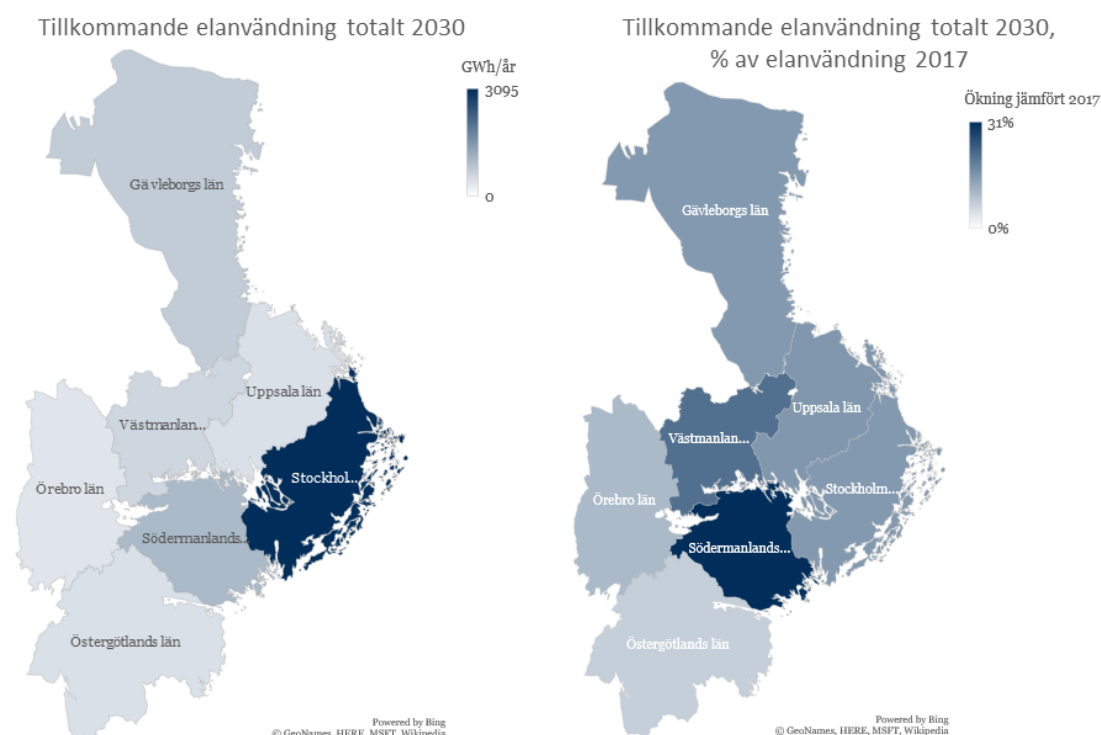 Tillkommande elanvändning totalt 2030
GWh/år
3095
0
Gävleborgs län
Uppsala län
Västmanlan...
Stockhol...
Örebro län
Södermanlands...
Östergötlands län
Powered by Bing
© GeoNames, HERE, MSFT, Wikipedia
Tillkommande elanvändning totalt 2030,
% av elanvändning 2017
Ökning jämfört 2017
31%
0%
Gävleborgs län
Uppsala län
Västmanlan...
Stockholm...
Örebro län
Södermanlands...
Östergötlands län
Powered by Bing
© GeoNames, HERE, MSFT, Wikipedia